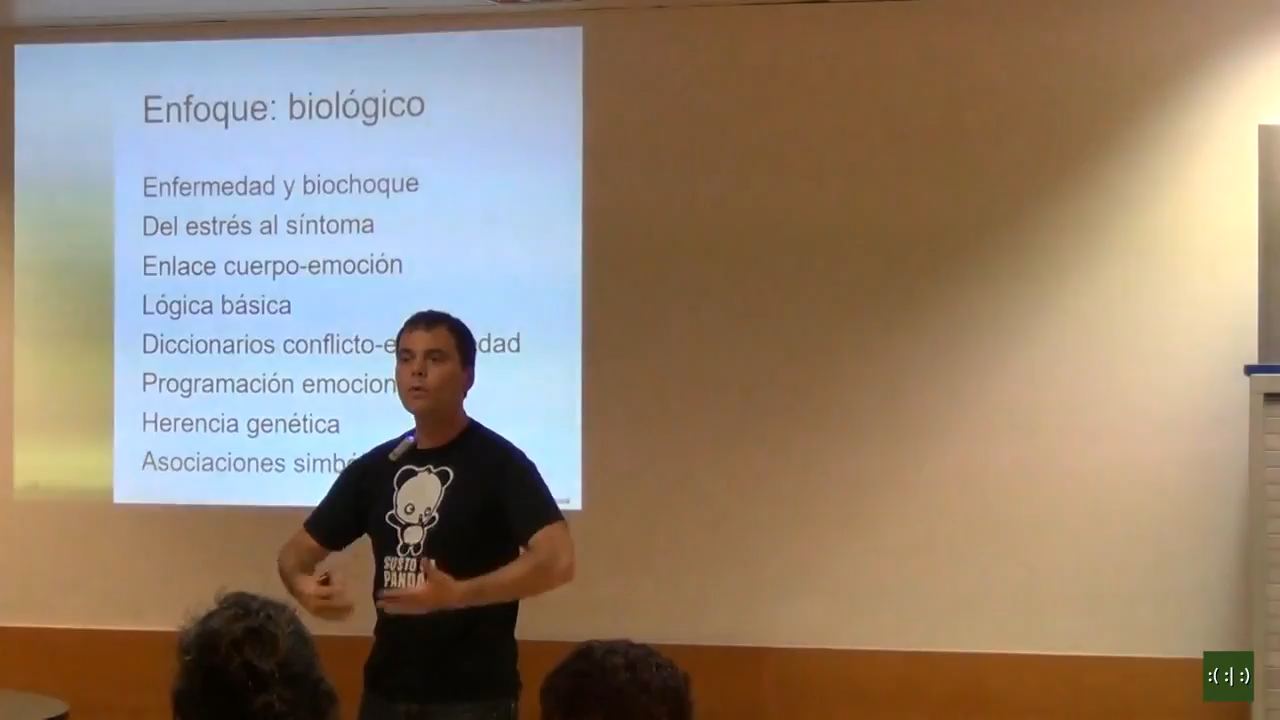 Enfoque: biológico
Enfermedad y biochoque
Del estrés al síntoma
Enlace cuerpo-emoción
Lógica básica
Diccionarios conflicto-e dad
Programación emocion
Herencia genética
Asociaciones simbó
SUSTO
PANDA
:( :| :)